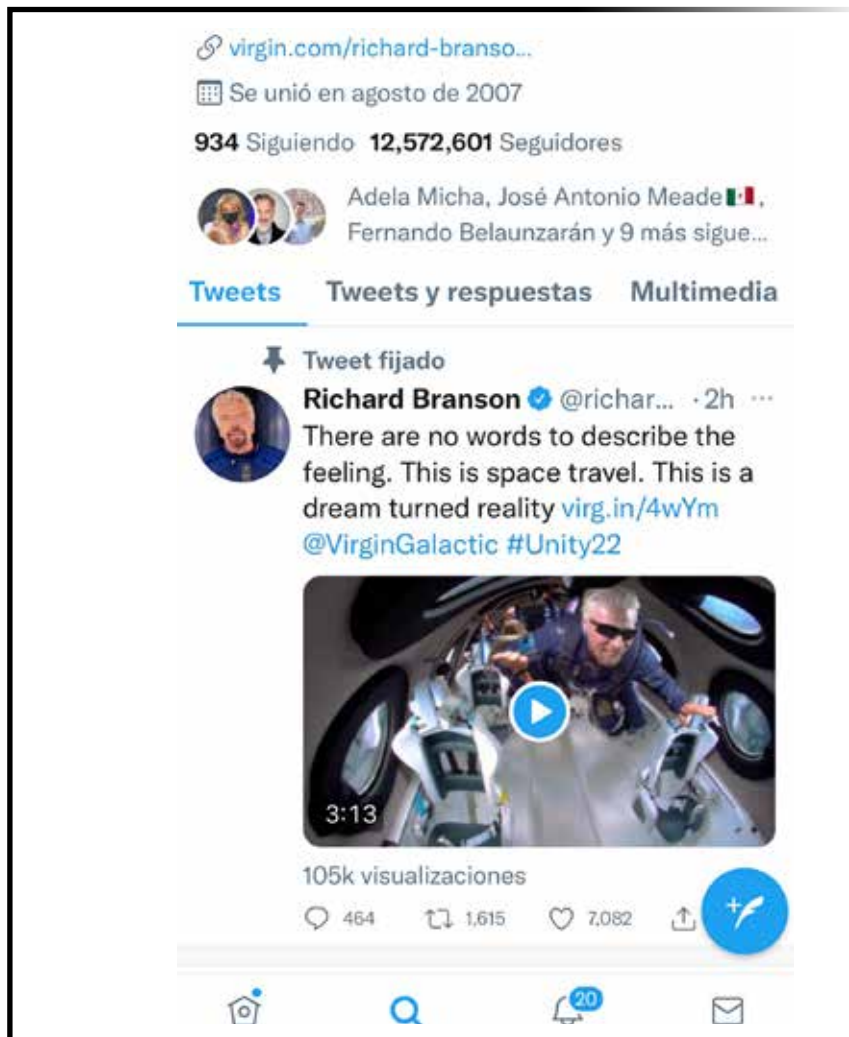 virgin.com/richard-branso...
Se unió en agosto de 2007
934 Siguiendo 12,572,601 Seguidores
Adela Micha, José Antonio Meade🇲🇽,
Fernando Belaunzarán y 9 más sigue...
Tweets Tweets y respuestas Multimedia
Tweet fijado
Richard Branson @richar... · 2h ...
There are no words to describe the
feeling. This is space travel. This is a
dream turned reality virg.in/4wYm
@VirginGalactic #Unity22
3:13
105k visualizaciones
464 1,615 7,082
20